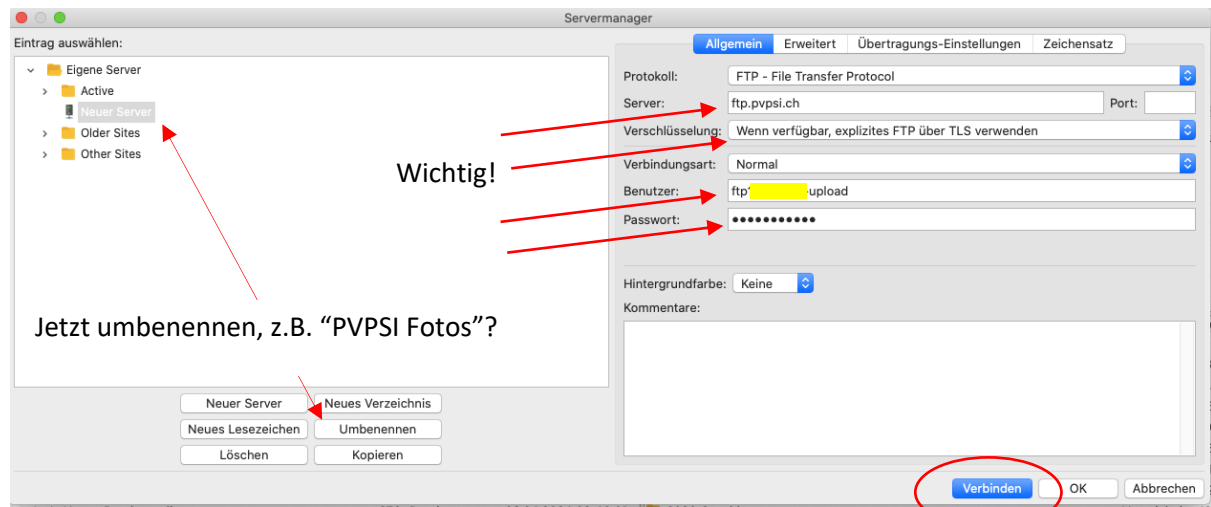 Servermanager
Eintrag auswählen:
Eigene Server
Active
Neuer Server
Older Sites
Other Sites
Wichtig!
Jetzt umbenennen, z.B. “PVPSI Fotos”?
Neuer Server Neues Verzeichnis
Neues Lesezeichen Umbenennen
Löschen Kopieren
Allgemein Erweitert Übertragungs-Einstellungen Zeichensatz
Protokoll: FTP - File Transfer Protocol
Server: ftp.pvpsi.ch Port:
Verschlüsselung: Wenn verfügbar, explizites FTP über TLS verwenden
Verbindungsart: Normal
Benutzer: ftp upload
Passwort: •••••••••••
Hintergrundfarbe: Keine
Kommentare:
Verbinden OK Abbrechen